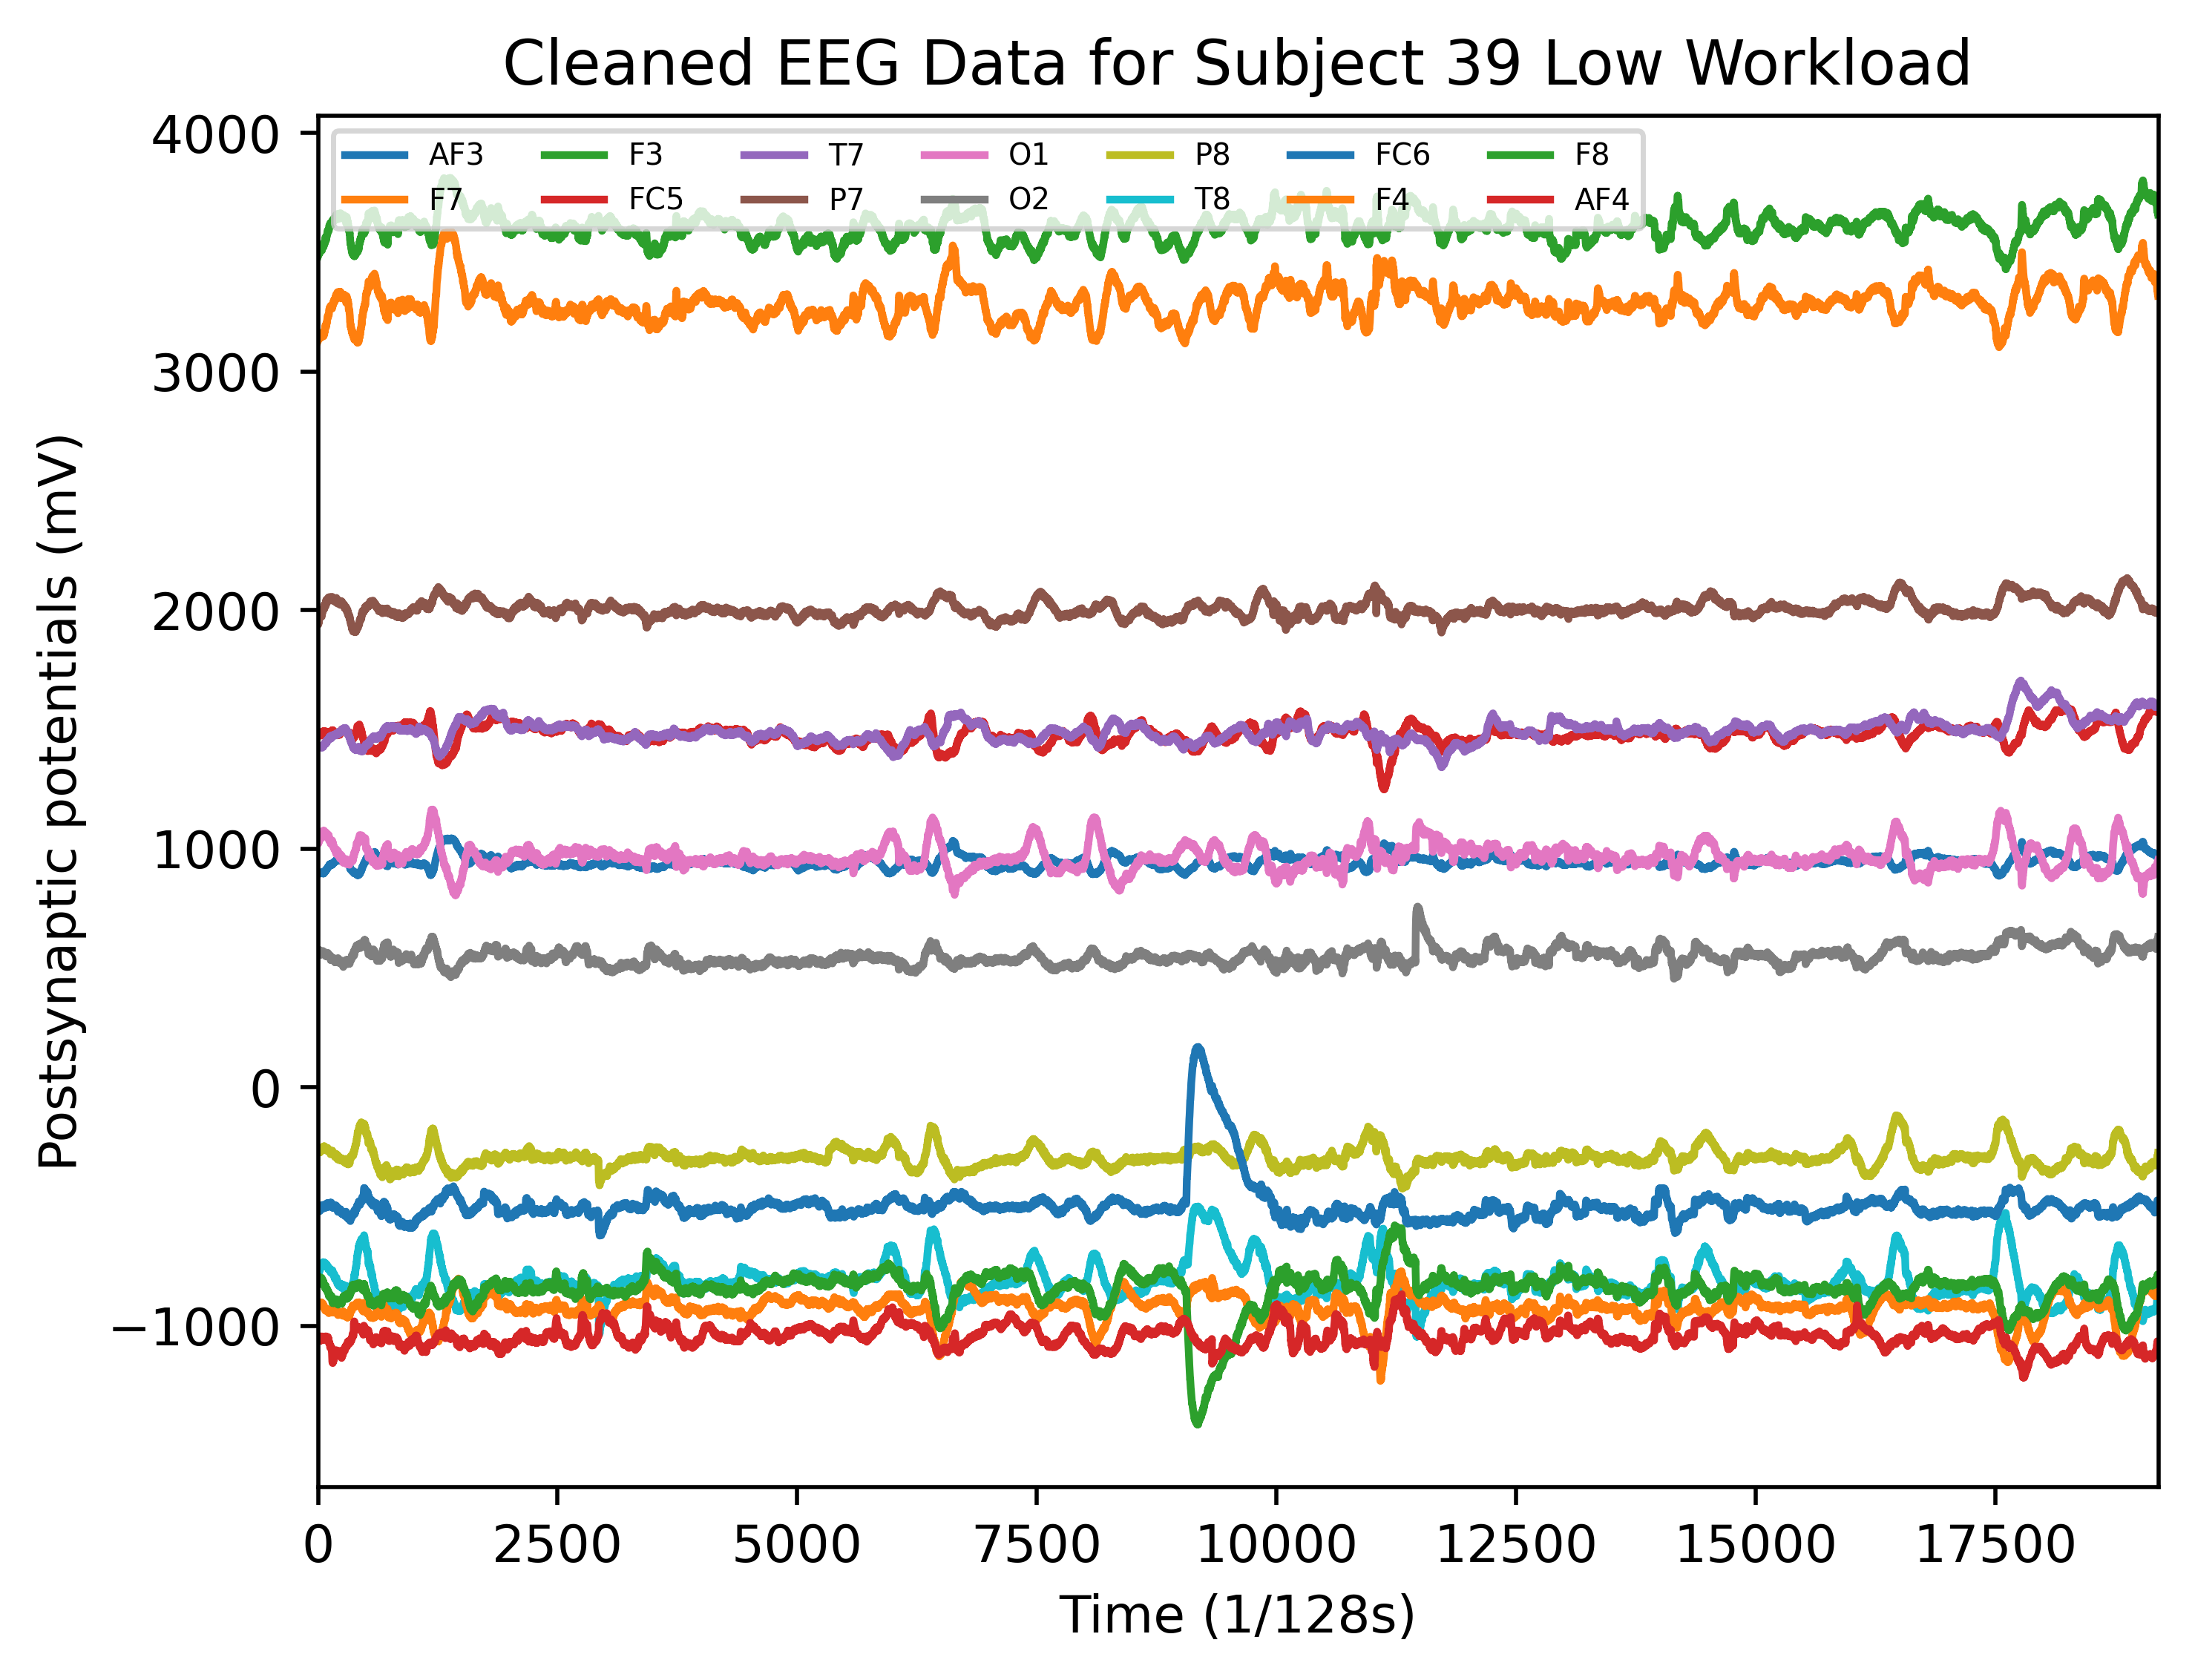 Cleaned EEG Data for Subject 39 Low Workload
4000
AF3 F3 T7 O1 P8 FC6 F8
F7 FC5 P7 O2 T8 F4 AF4
3000
2000
1000
0
−1000
Postsynaptic potentials (mV)
0 2500 5000 7500 10000 12500 15000 17500
Time (1/128s)